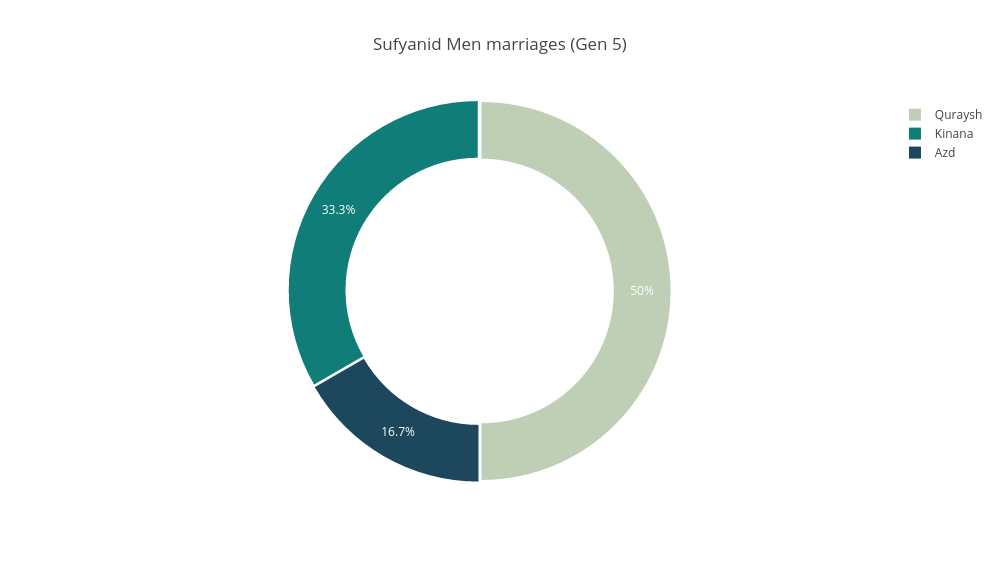 Sufyanid Men marriages (Gen 5)
Quraysh
Kinana
Azd
33.3%
50%
16.7%